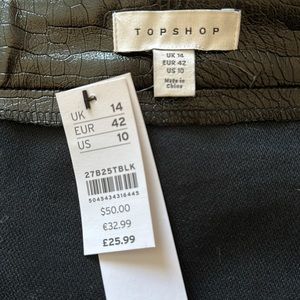 TOPSHOP
UK 14
EUR 42
US 10
Made in
China
UK 14
EUR 42
US 10
27B25TBLK
5045434316445
$50.00
€32.99
£25.99